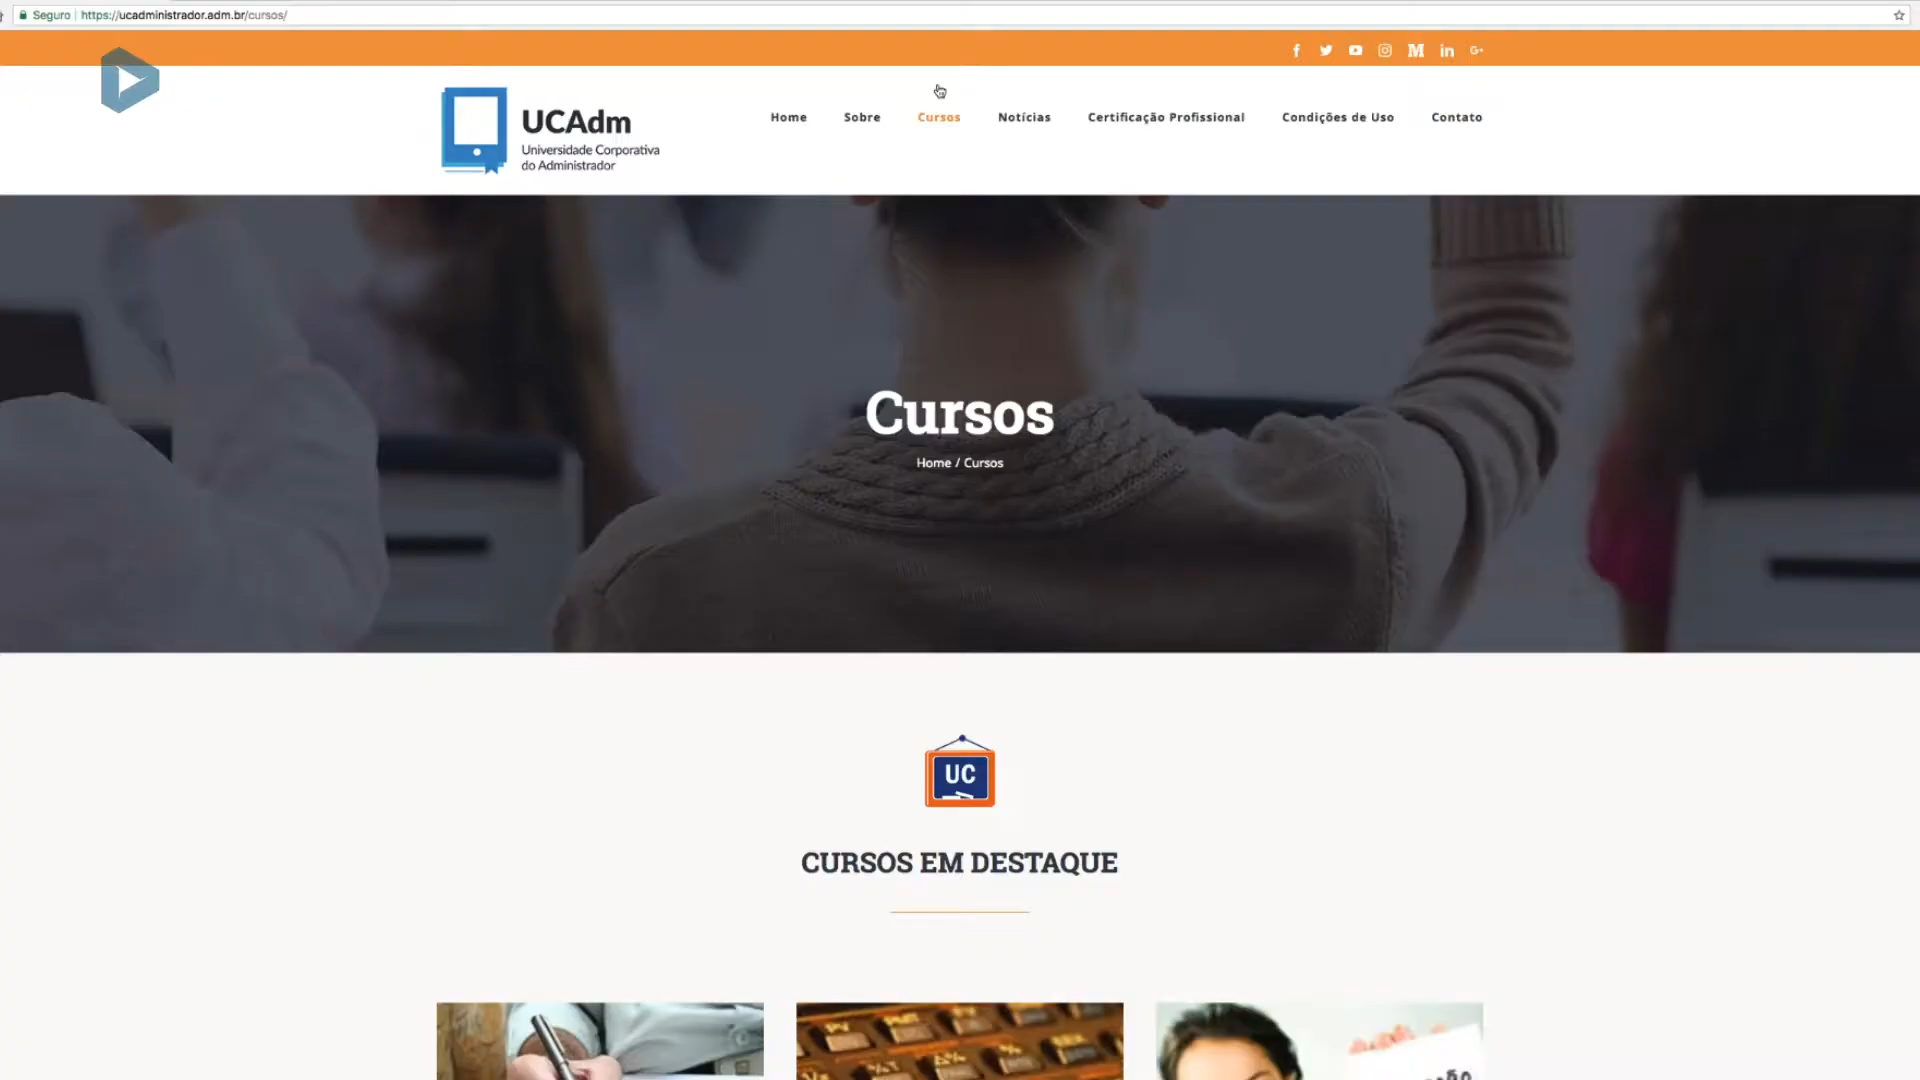 Seguro | https://ucadministrador.adm.br/cursos/
UCAdm
Universidade Corporativa
do Administrador
Home Sobre Cursos Notícias Certificação Profissional Condições de Uso Contato
Cursos
Home / Cursos
UC
CURSOS EM DESTAQUE